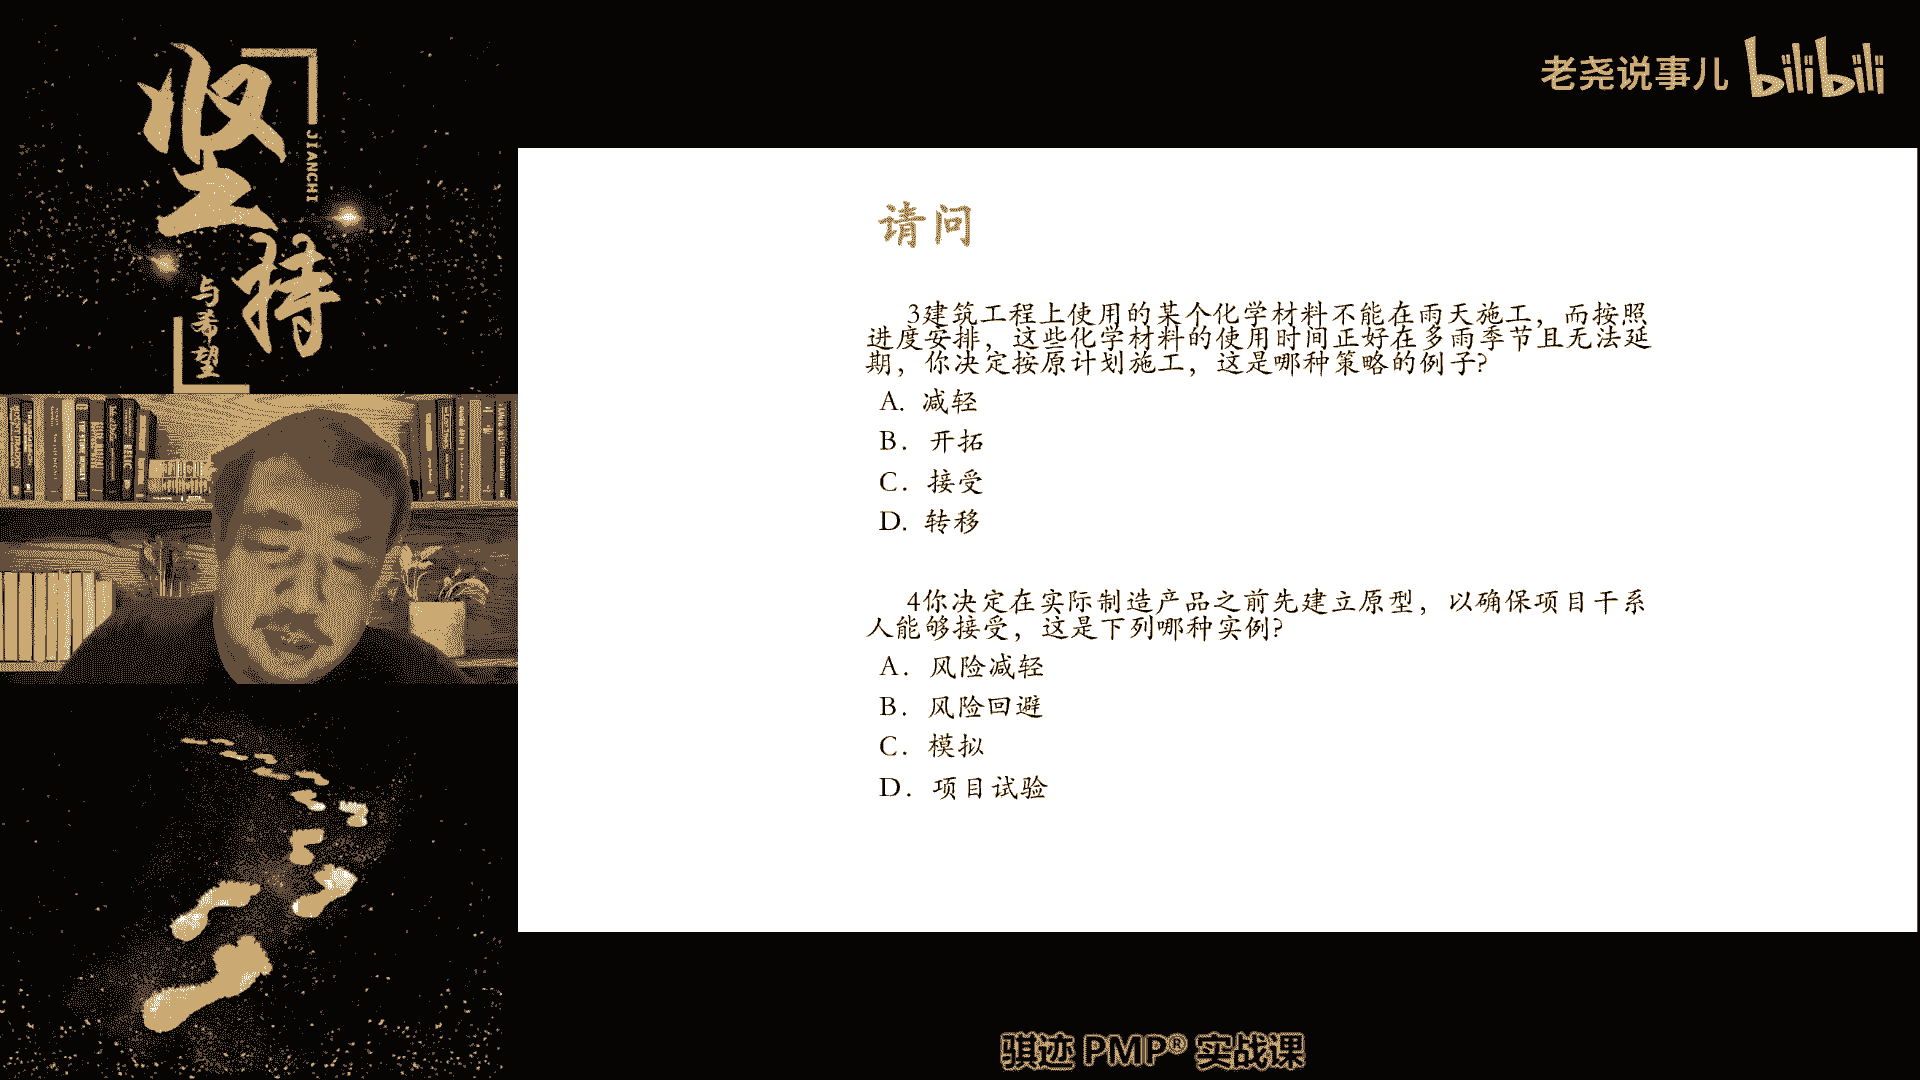 坚持
JIANCHI
与希望
老尧说事儿 bilibili
请问
3建筑工程上使用的某个化学材料不能在雨天施工，而按照
进度安排，这些化学材料的使用时间正好在多雨季节且无法延
期，你决定按原计划施工，这是哪种策略的例子?
A. 减轻
B. 开拓
C. 接受
D. 转移
4你决定在实际制造产品之前先建立原型，以确保项目干系
人能够接受，这是下列哪种实例?
A. 风险减轻
B. 风险回避
C. 模拟
D. 项目试验
骐迹 PMP® 实战课